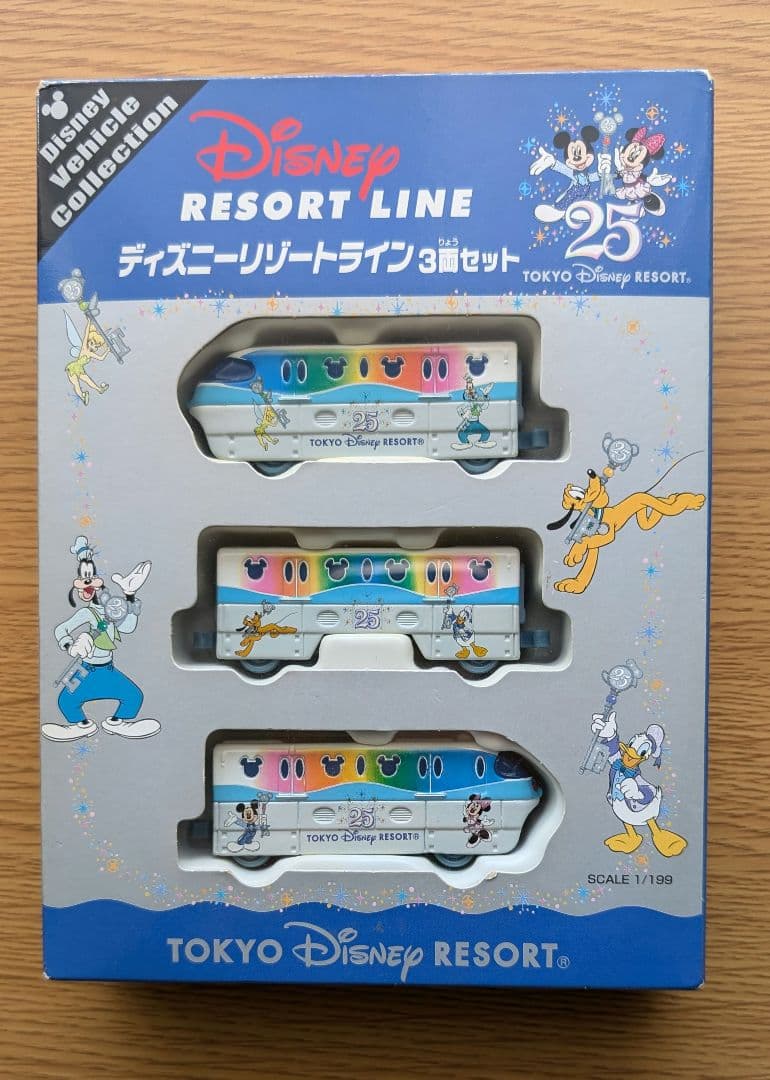 Disney
Vehicle
Collection
Disney
RESORT LINE
ディズニーリゾートライン3両セット
りょう
25
TOKYO Disney RESORT®
25
TOKYO Disney RESORT®
25
25
TOKYO Disney RESORT®
SCALE 1/199
TOKYO Disney RESORT®